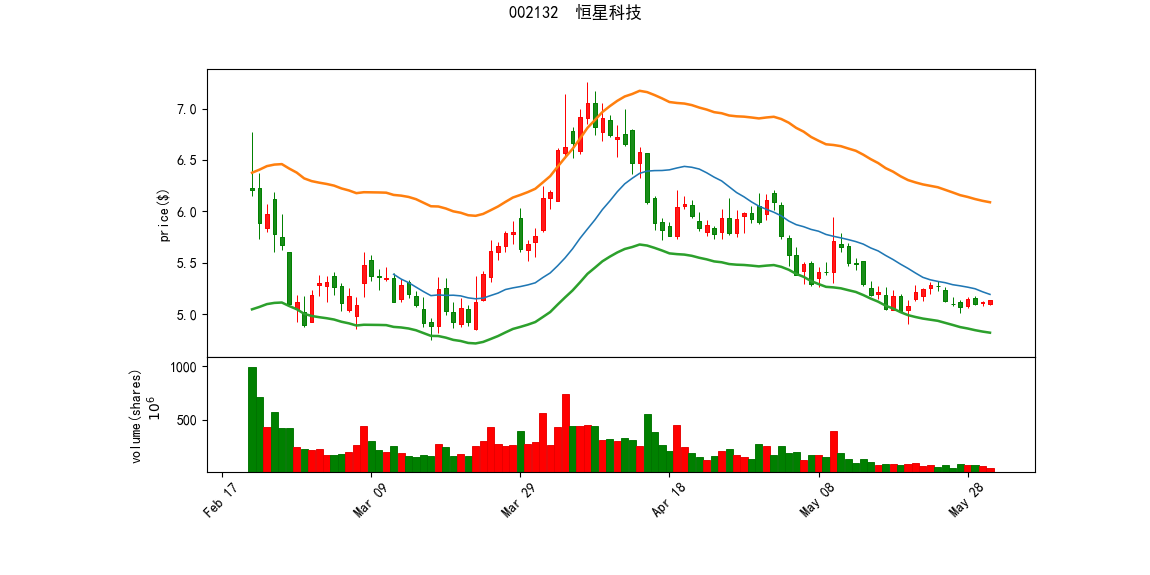 002132 恒星科技
price($)
7.0
6.5
6.0
5.5
5.0
volume(shares)
10^6
1000
500
Feb 17
Mar 09
Mar 29
Apr 18
May 08
May 28